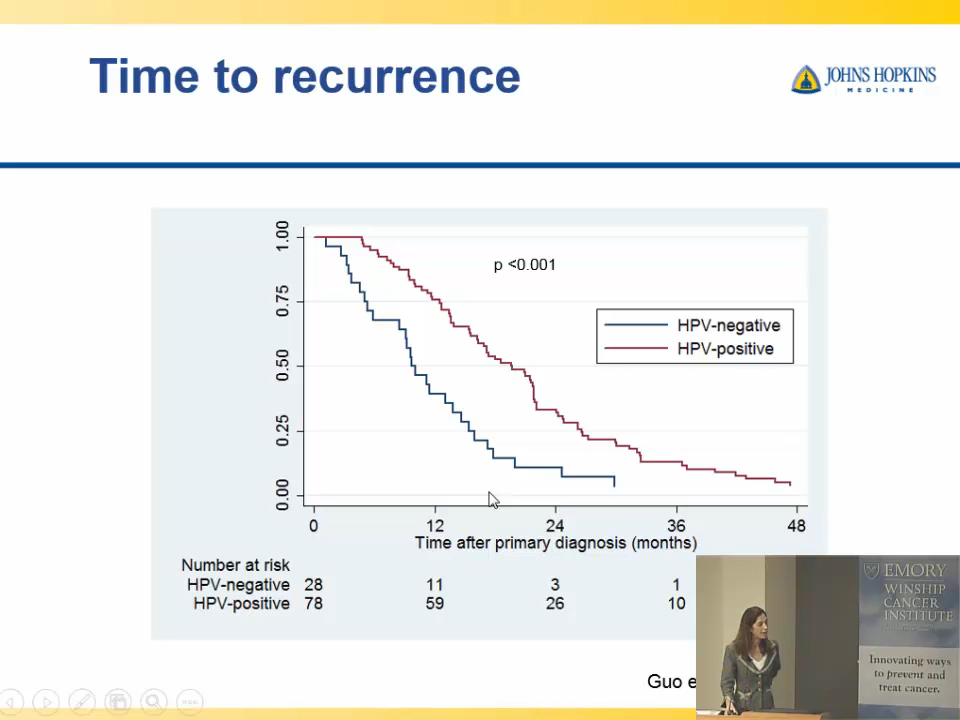 Time to recurrence
JOHNS HOPKINS
MEDICINE
1.00
0.75
0.50
0.25
0.00
p <0.001
HPV-negative
HPV-positive
0 12 24 36 48
Time after primary diagnosis (months)
Number at risk
HPV-negative 28 11 3 1
HPV-positive 78 59 26 10
Guo e
EMORY
WINSHIP
CANCER
INSTITUTE
Innovating ways
to prevent and
treat cancer.